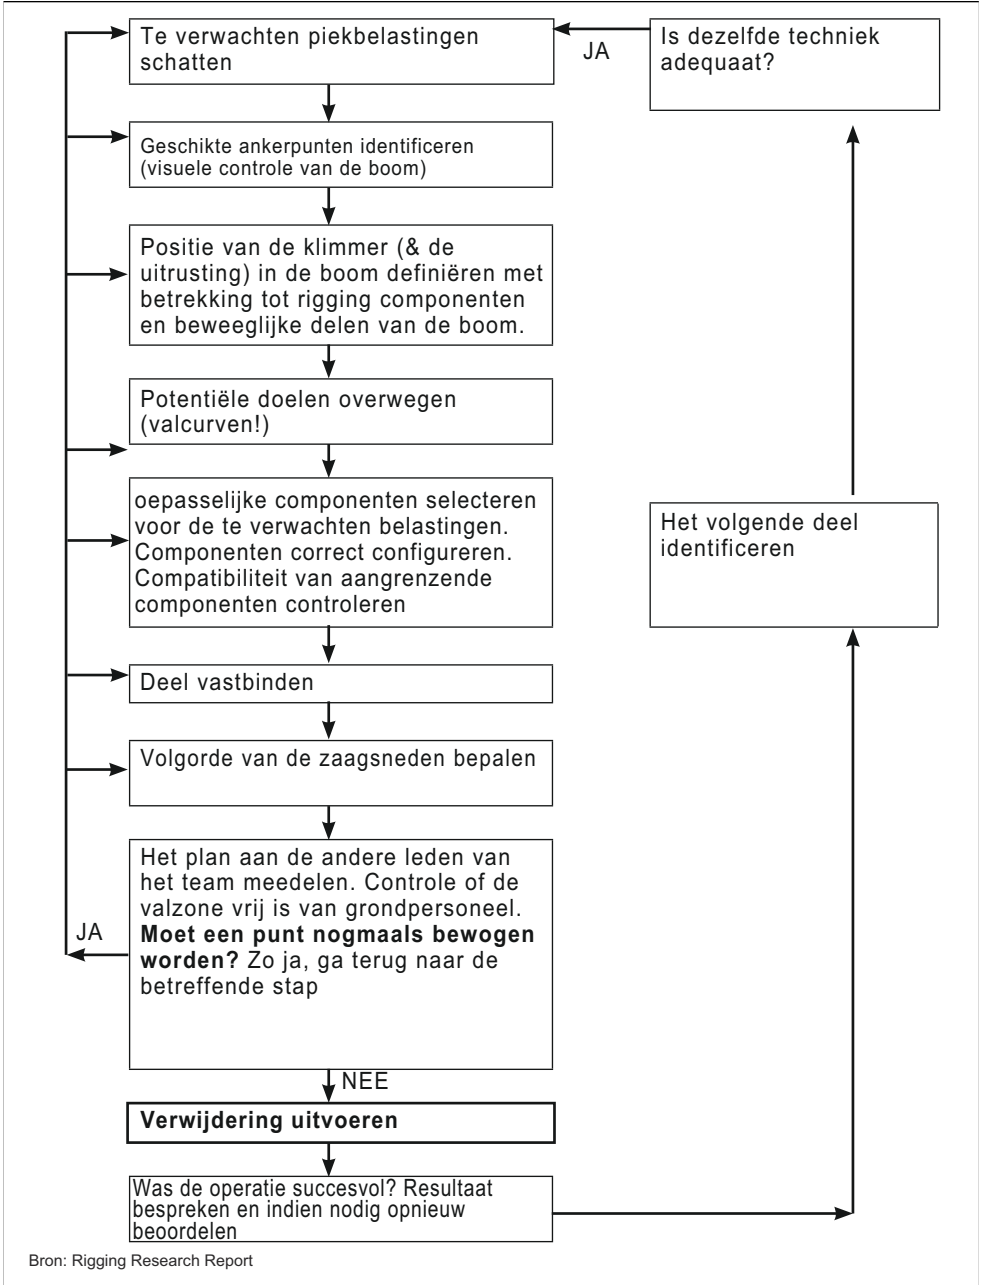 Te verwachten piekbelastingen
schatten
JA
Is dezelfde techniek
adequaat?
Geschikte ankerpunten identificeren
(visuele controle van de boom)
Positie van de klimmer (& de
uitrusting) in de boom definiëren met
betrekking tot rigging componenten
en beweeglijke delen van de boom.
Potentiële doelen overwegen
(valcurven!)
oepasselijke componenten selecteren
voor de te verwachten belastingen.
Componenten correct configureren.
Compatibiliteit van aangrenzende
componenten controleren
Het volgende deel
identificeren
Deel vastbinden
Volgorde van de zaagsneden bepalen
Het plan aan de andere leden van
het team meedelen. Controle of de
valzone vrij is van grondpersoneel.
Moet een punt nogmaals bewogen
worden? Zo ja, ga terug naar de
betreffende stap
JA
NEE
Verwijdering uitvoeren
Was de operatie succesvol? Resultaat
bespreken en indien nodig opnieuw
beoordelen
Bron: Rigging Research Report